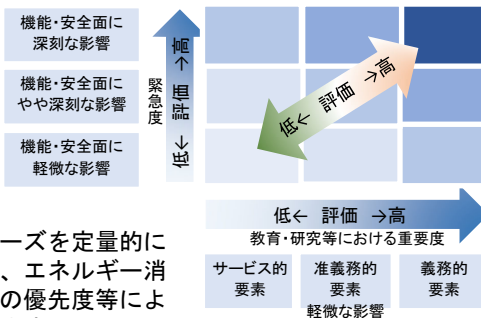 機能・安全面に
深刻な影響
機能・安全面に
やや深刻な影響
機能・安全面に
軽微な影響
緊急度
低← 評価 →高
低← 評価 →高
低← 評価 →高
教育・研究等における重要度
サービス的
要素
准義務的
要素
義務的
要素
軽微な影響
ーズを定量的に
、エネルギー消
の優先度等によ